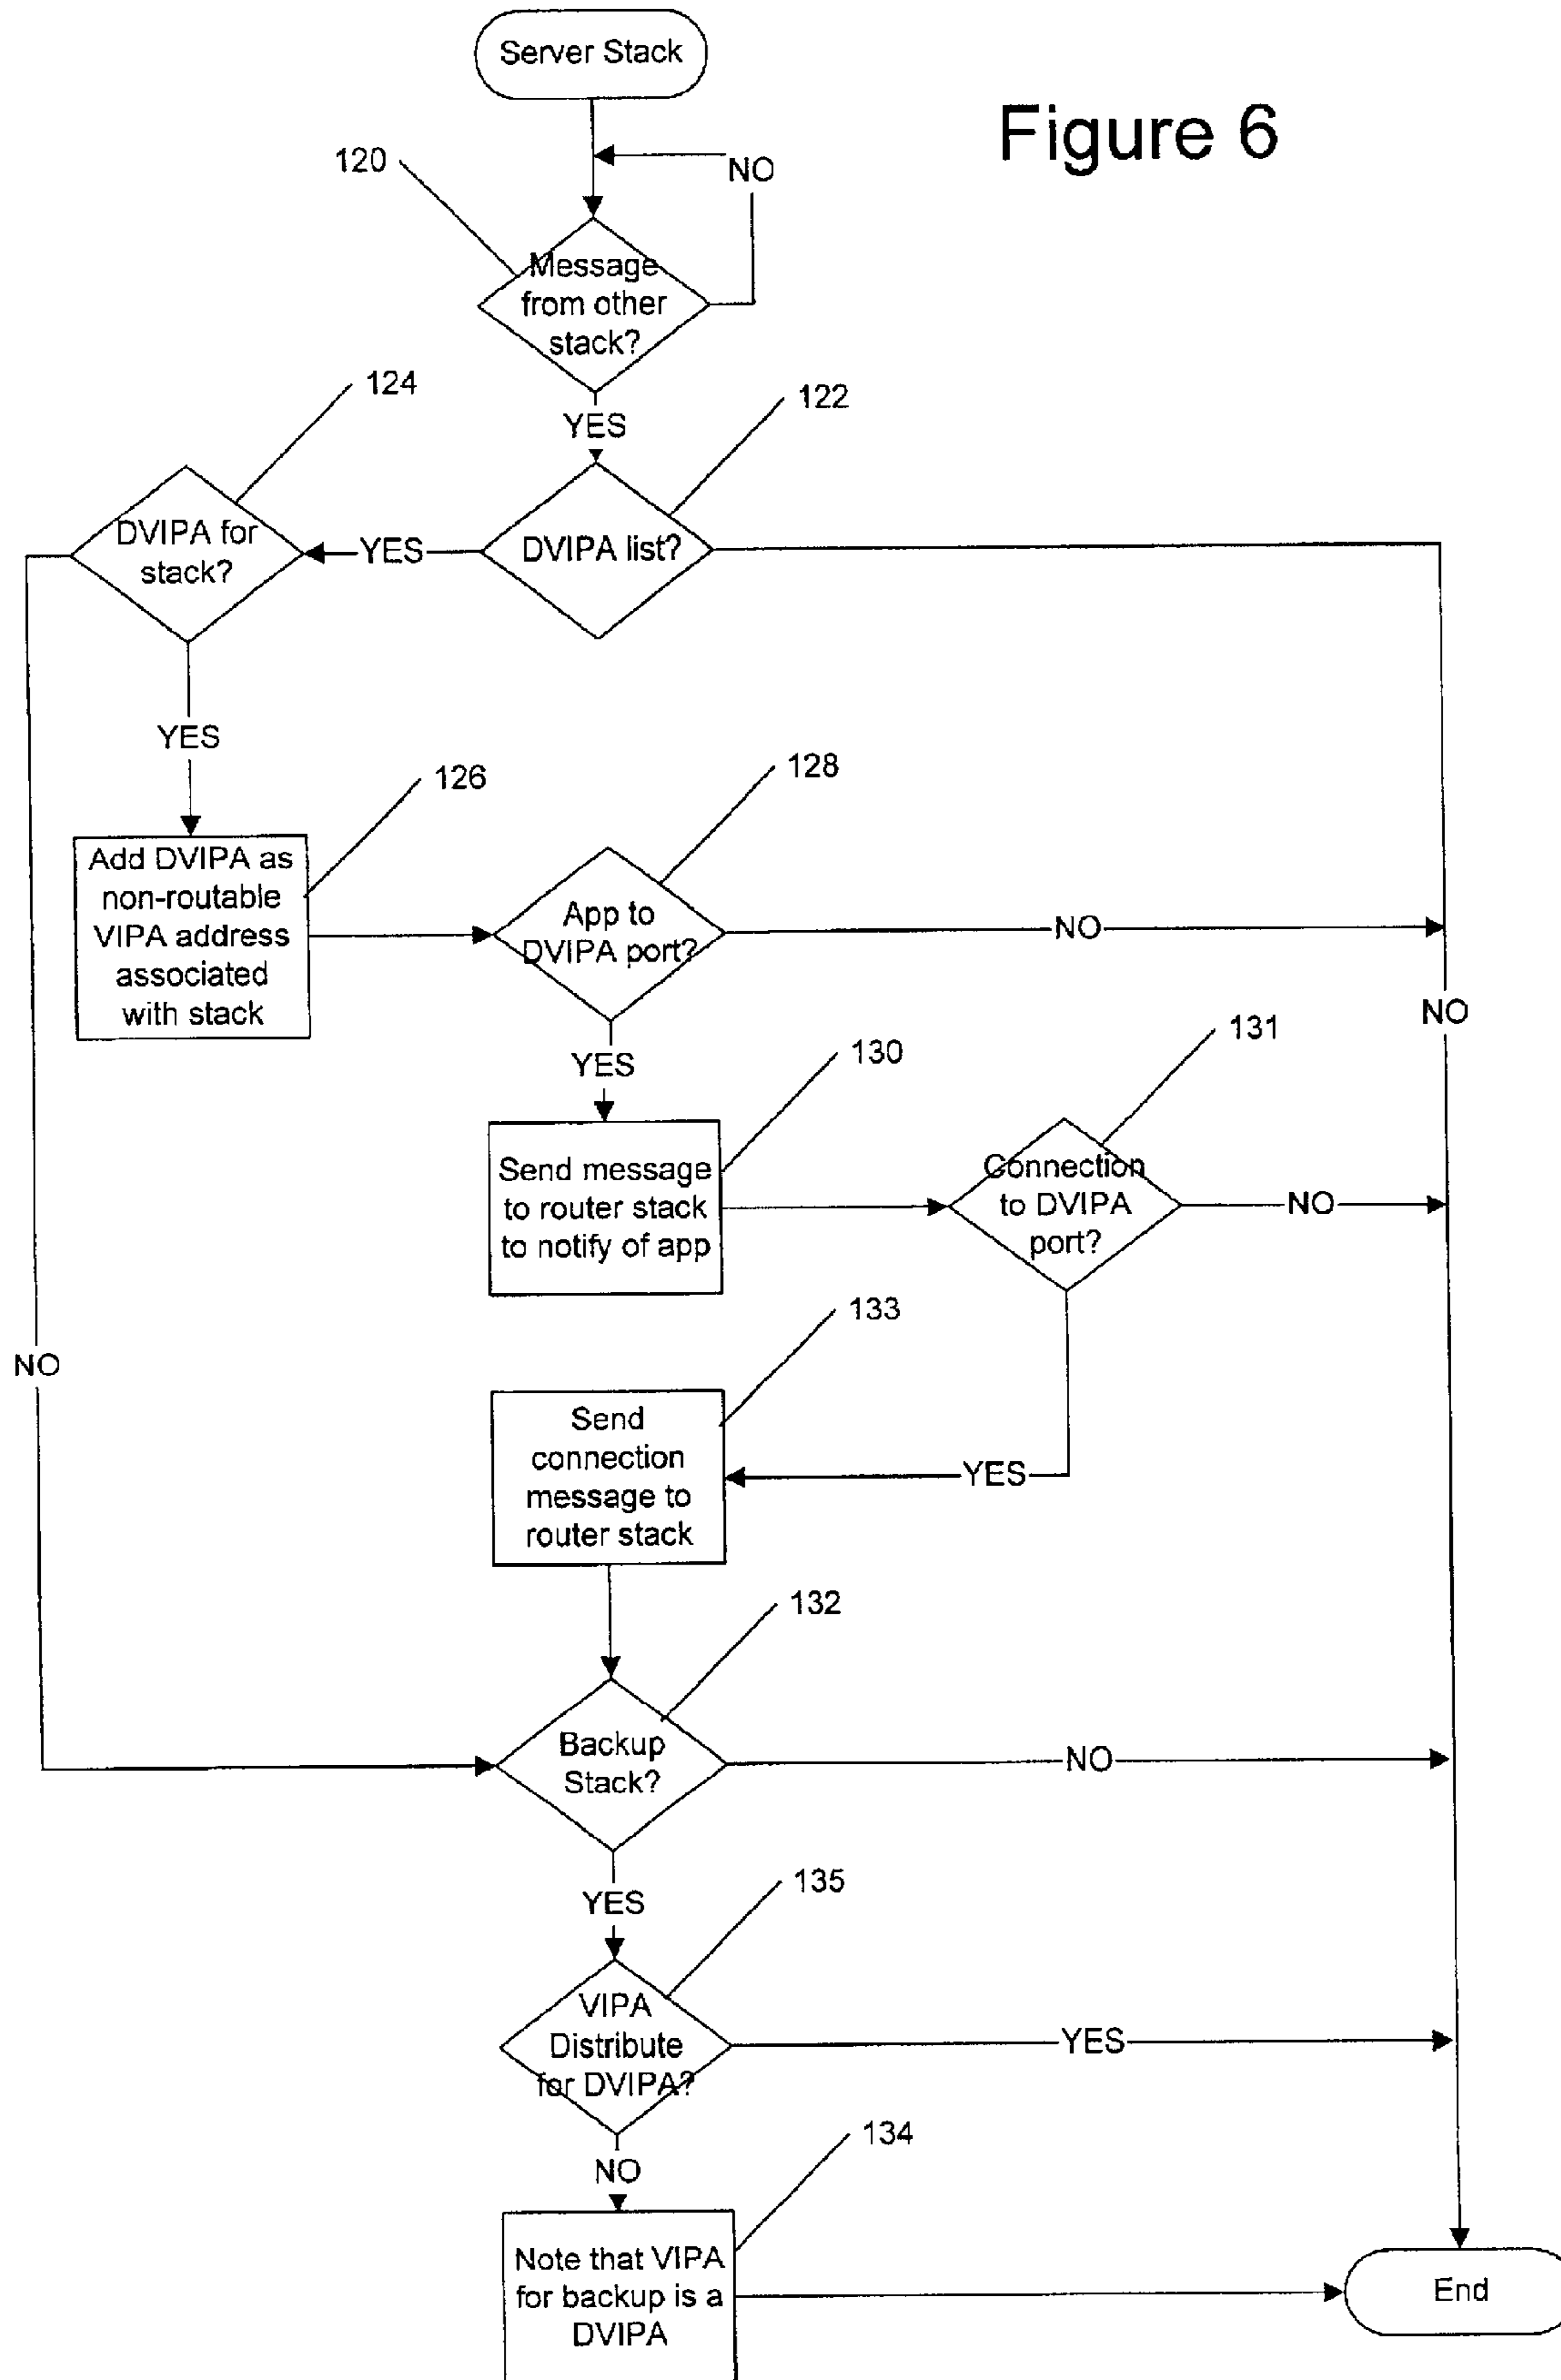 Server Stack
Figure 6
120
NO
Message
from other
stack?
124
122
YES
DVIPA for
stack?
YES
DVIPA list?
YES
126
128
Add DVIPA as
non-routable
VIPA address
associated
with stack
App to
DVIPA port?
NO
NO
131
YES
130
Send message
to router stack
to notify of app
Connection
to DVIPA
port?
NO
133
NO
Send
connection
message to
router stack
YES
132
Backup
Stack?
NO
135
YES
VIPA
Distribute
for DVIPA?
YES
134
NO
Note that VIPA
for backup is a
DVIPA
End